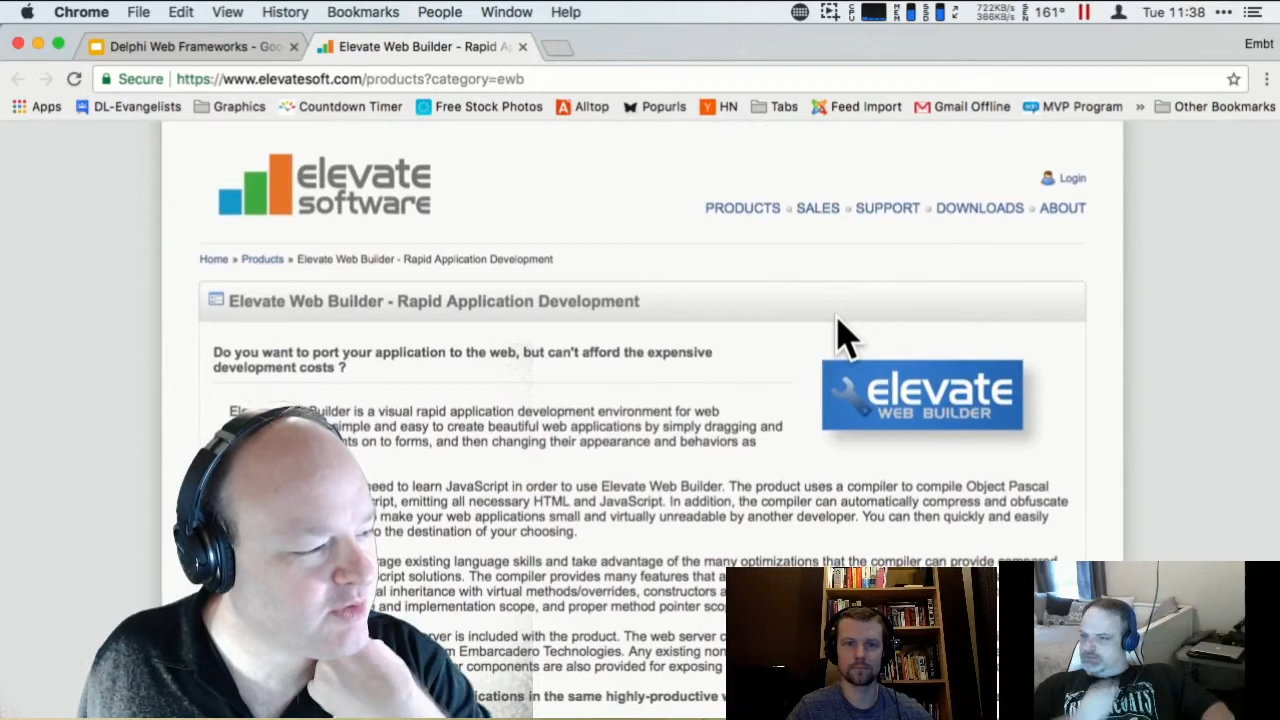 Chrome File Edit View History Bookmarks People Window Help 722KB/s 366KB/s 161° Tue 11:38
Delphi Web Frameworks - Goo Elevate Web Builder - Rapid Ap Embt
Secure https://www.elevatesoft.com/products?category=ewb
Apps DL-Evangelists Graphics Countdown Timer Free Stock Photos Alltop Popurls HN Tabs Feed Import Gmail Offline MVP Program » Other Bookmarks
elevate
software
Login
PRODUCTS SALES SUPPORT DOWNLOADS ABOUT
Home » Products » Elevate Web Builder - Rapid Application Development
Elevate Web Builder - Rapid Application Development
Do you want to port your application to the web, but can't afford the expensive
development costs ?
elevate
WEB BUILDER
Builder is a visual rapid application development environment for web
simple and easy to create beautiful web applications by simply dragging and
on to forms, and then changing their appearance and behaviors as
need to learn JavaScript in order to use Elevate Web Builder. The product uses a compiler to compile Object Pascal
emitting all necessary HTML and JavaScript. In addition, the compiler can automatically compress and obfuscate
make your web applications small and virtually unreadable by another developer. You can then quickly and easily
the destination of your choosing.
existing language skills and take advantage of the many optimizations that the compiler can provide compared
solutions. The compiler provides many features that
inheritance with virtual methods/overrides, constructors
and implementation scope, and proper method pointer
is included with the product. The web server
Embarcadero Technologies. Any existing
components are also provided for exposing
in the same highly-productive